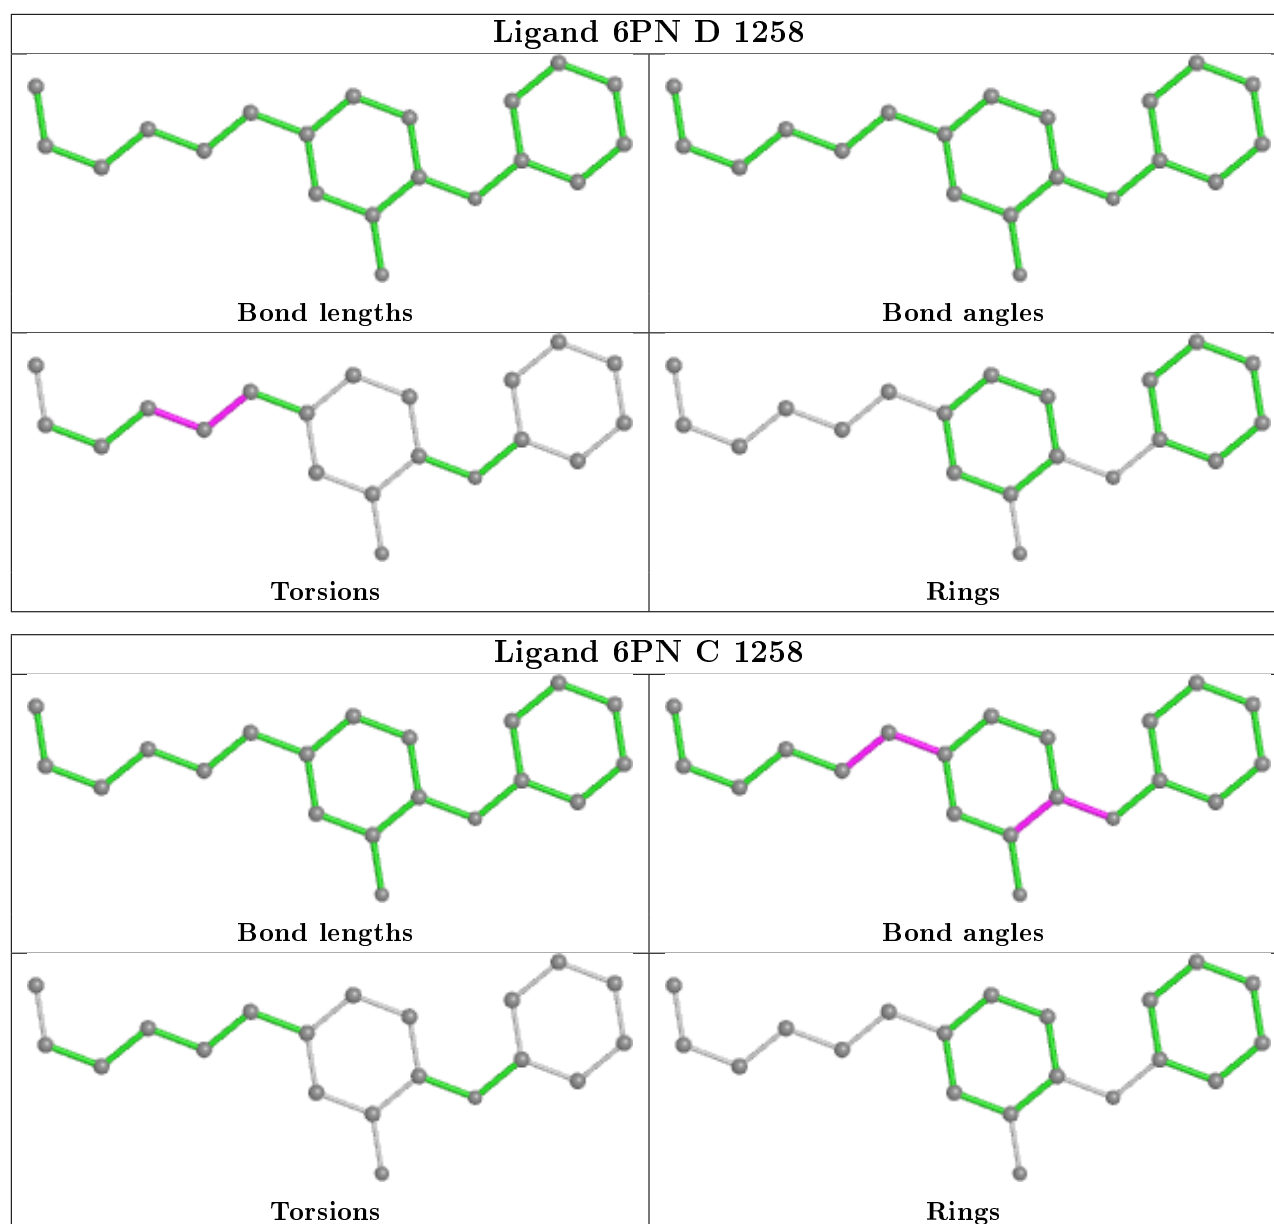 Ligand 6PN D 1258
Bond lengths
Bond angles
Torsions
Rings
Ligand 6PN C 1258
Bond lengths
Bond angles
Torsions
Rings